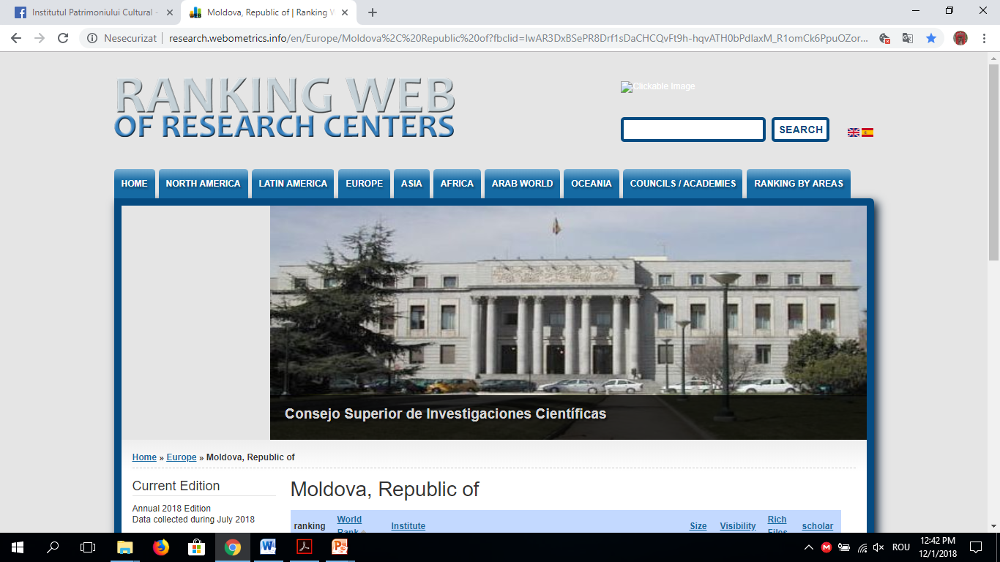 Institutul Patrimoniului Cultural -
Moldova, Republic of | Ranking W
Nesecurizat
research.webometrics.info/en/Europe/Moldova%2C%20Republic%20of?fbclid=
RANKING WEB
OF RESEARCH CENTERS
Clickable Image
SEARCH
HOME
NORTH AMERICA
LATIN AMERICA
EUROPE
ASIA
AFRICA
ARAB WORLD
OCEANIA
COUNCILS / ACADEMIES
RANKING BY AREAS
Consejo Superior de Investigaciones Científicas
Home » Europe » Moldova, Republic of
Current Edition
Annual 2018 Edition
Data collected during July 2018
Moldova, Republic of
ranking
World
Rank
Institute
Size
Visibility
Rich
Files
scholar
ROU
12:42 PM
12/1/2018